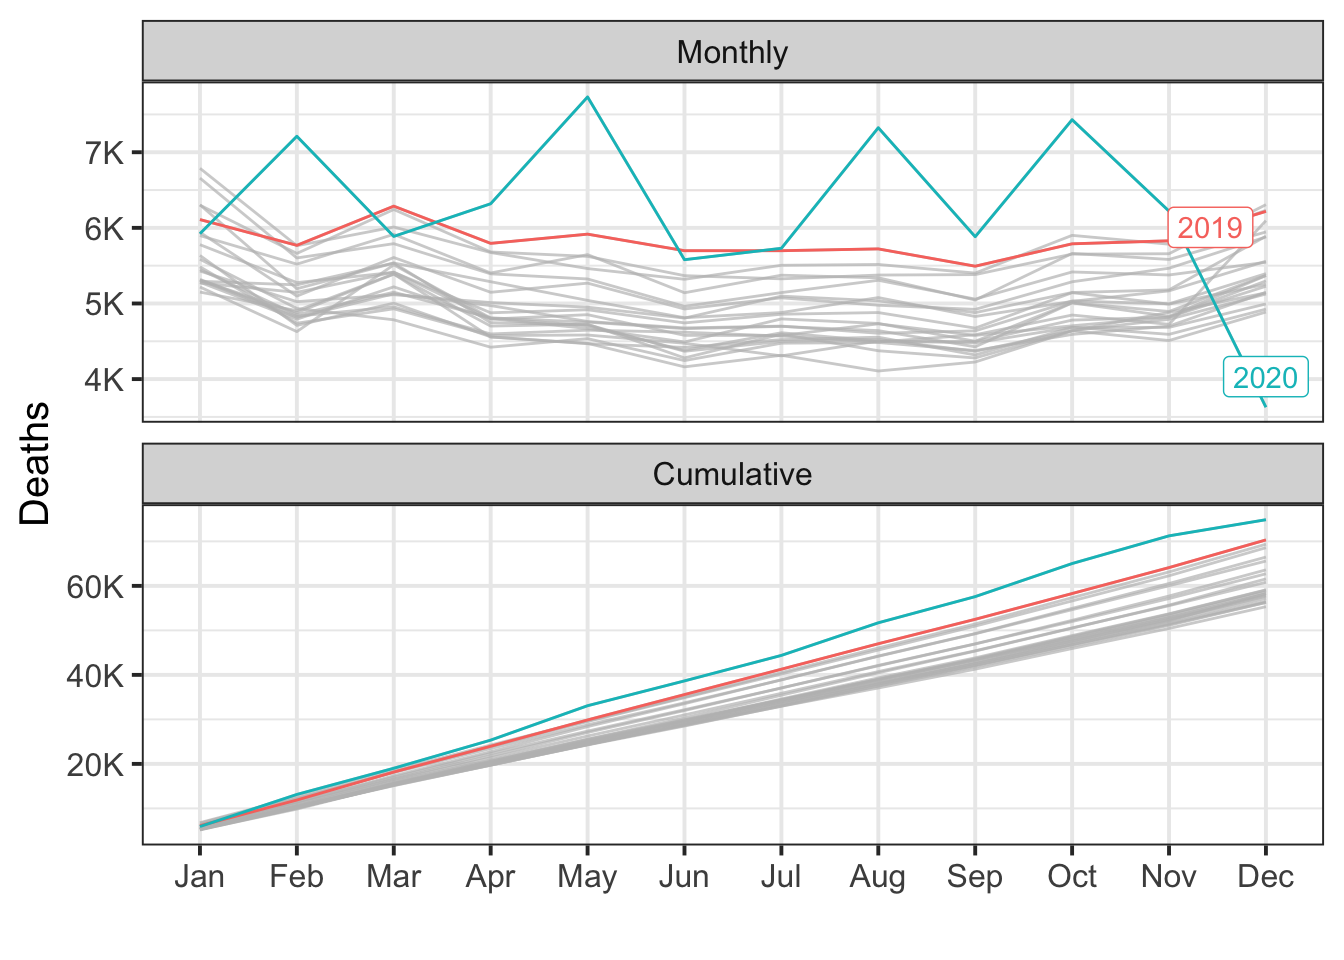 Monthly
7K
6K
5K
4K
2019
2020
Deaths
Cumulative
60K
40K
20K
Jan Feb Mar Apr May Jun Jul Aug Sep Oct Nov Dec